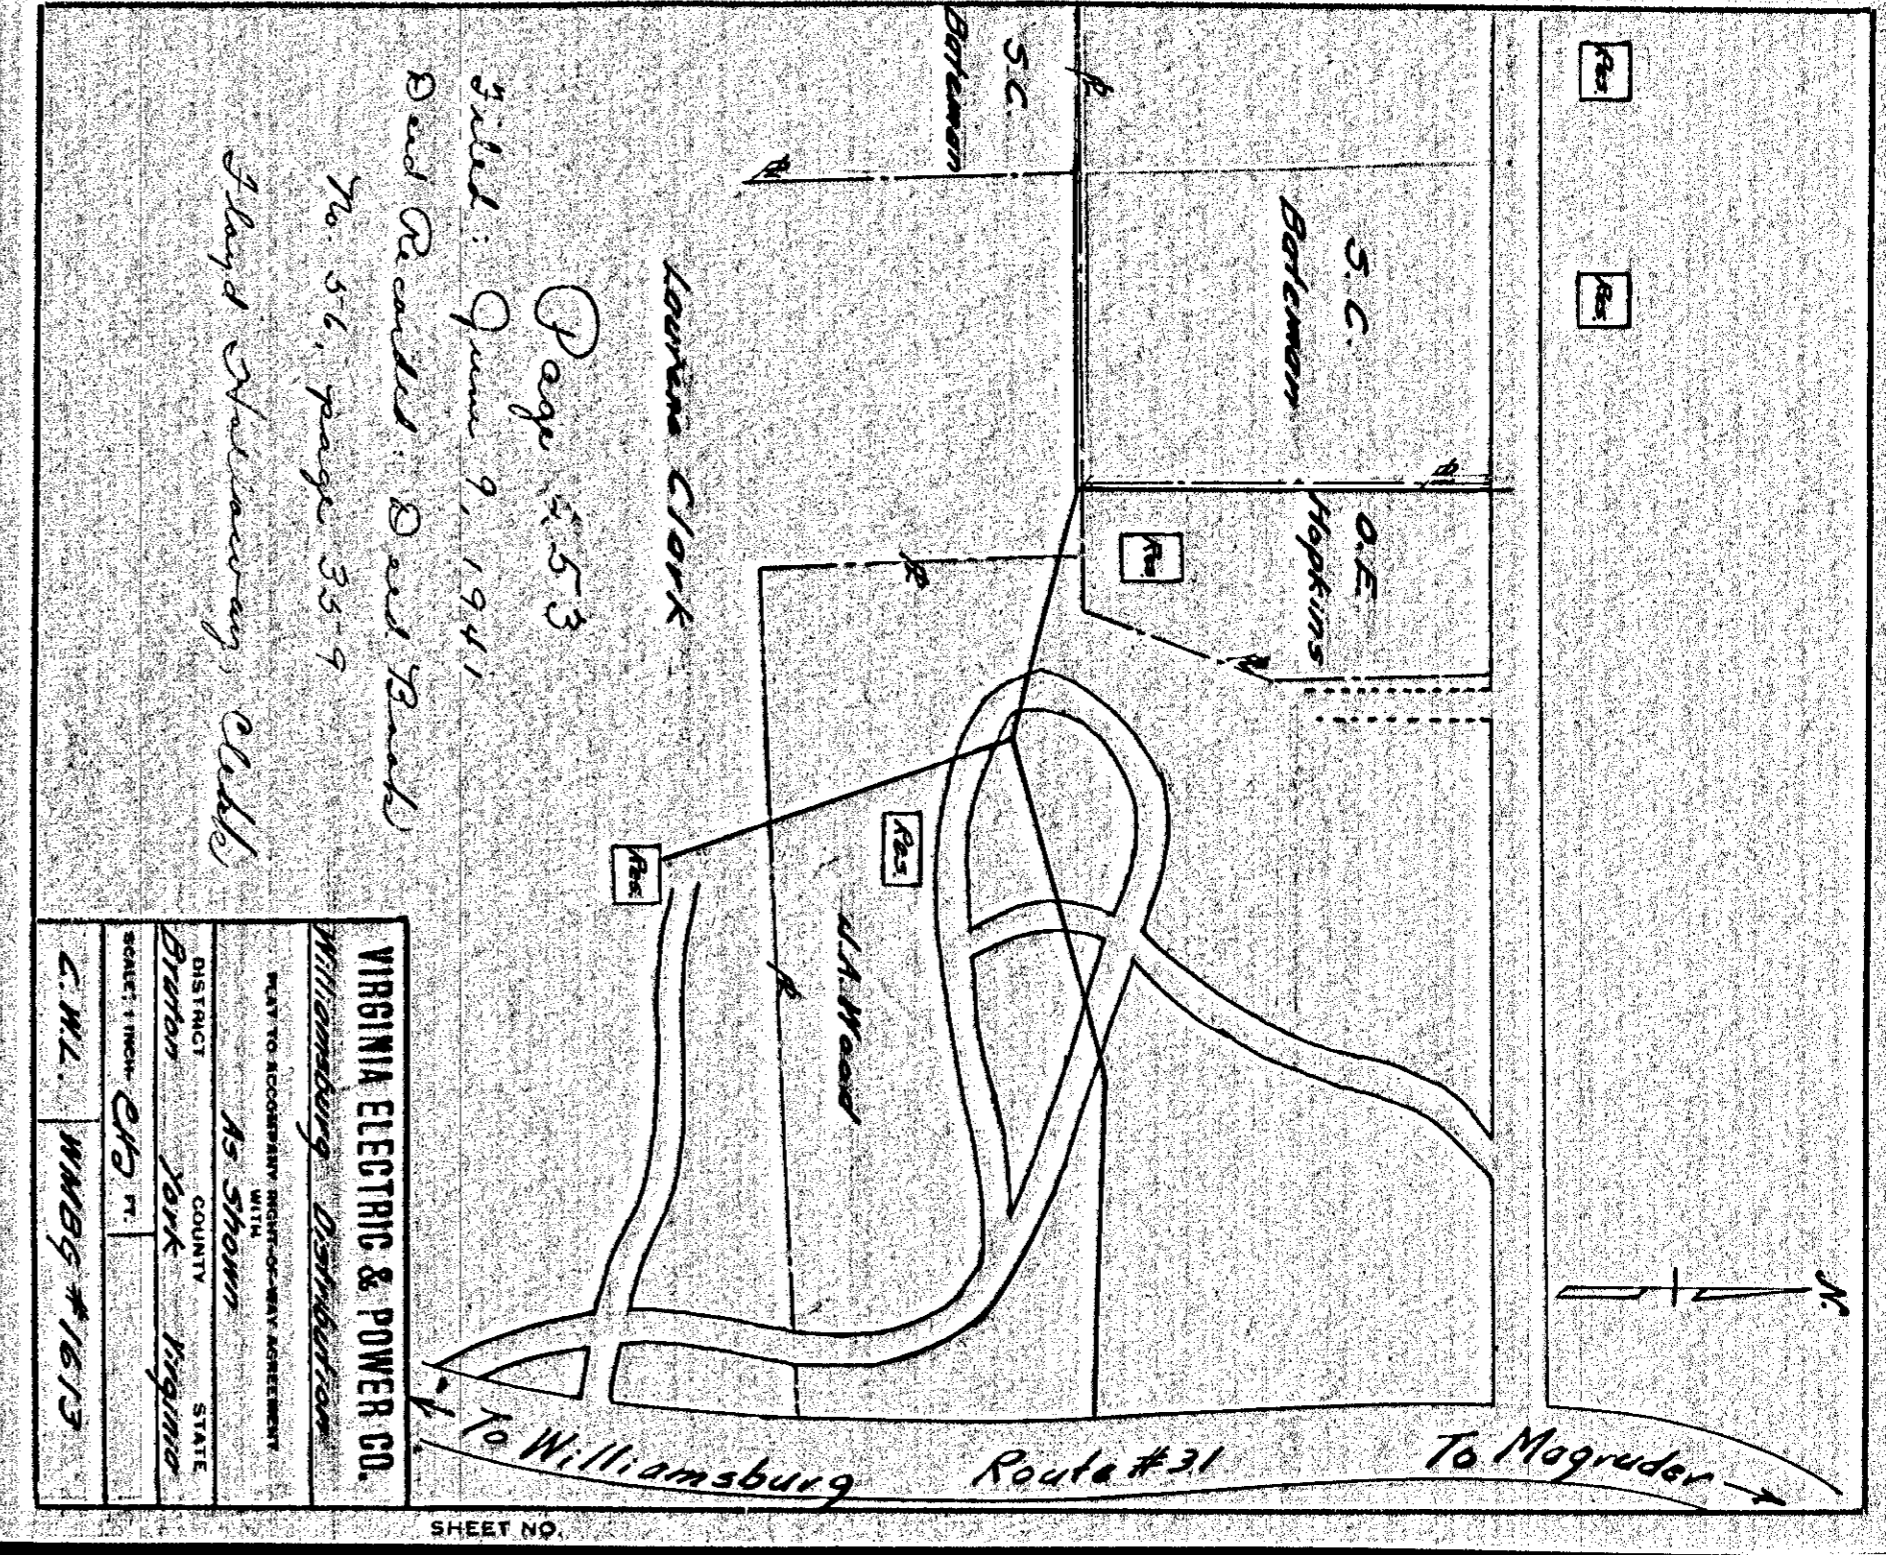 Res.
Res.
S.C.
Bateman
S.C.
Bateman
O.E.
Hopkins
Res.
Laurena Clark
Page 553
Filed: June 9, 1941
Deed Recorded: Deed Book
No. 56, page 359
Floyd Holloway, Clerk
Res.
Res.
W.A. Wood
N.
VIRGINIA ELECTRIC & POWER CO.
Williamsburg Distribution
PLAT TO ACCOMPANY RIGHT-OF-WAY AGREEMENT
WITH
As Shown
DISTRICT COUNTY STATE
Bruton York Virginia
SCALE: 1 INCH= FT.
C.W.L. WMBG #1613
To Williamsburg
Route #31
To Magruder
SHEET NO.